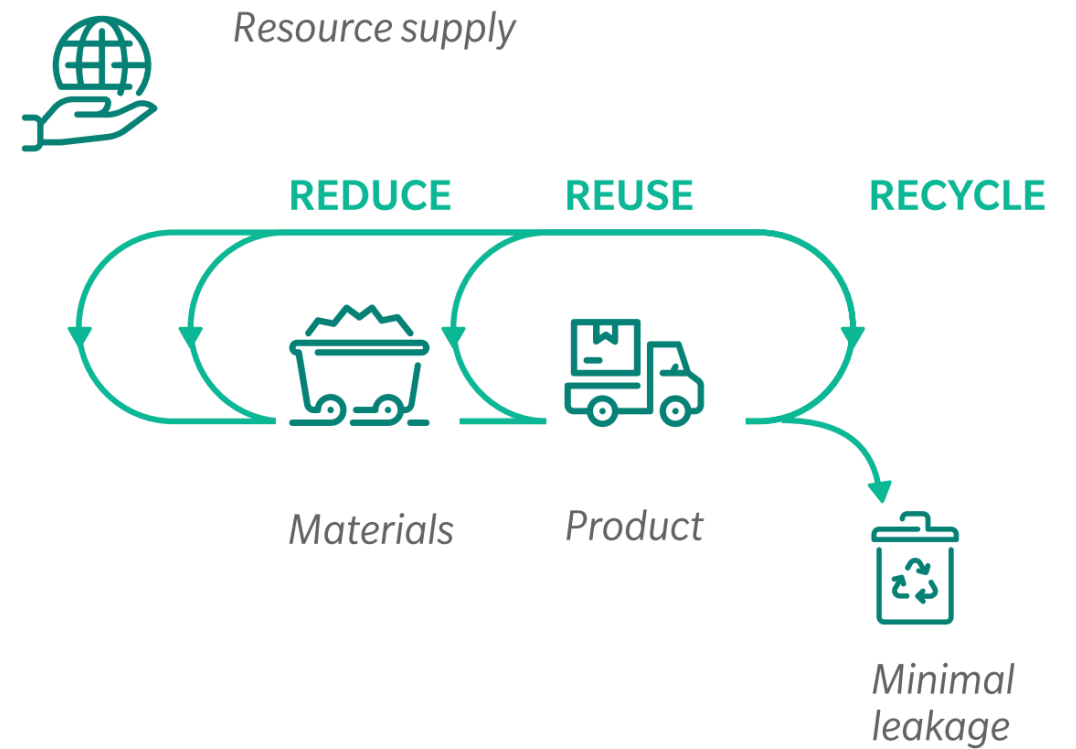 Resource supply
REDUCE
REUSE
RECYCLE
Materials
Product
Minimal
leakage